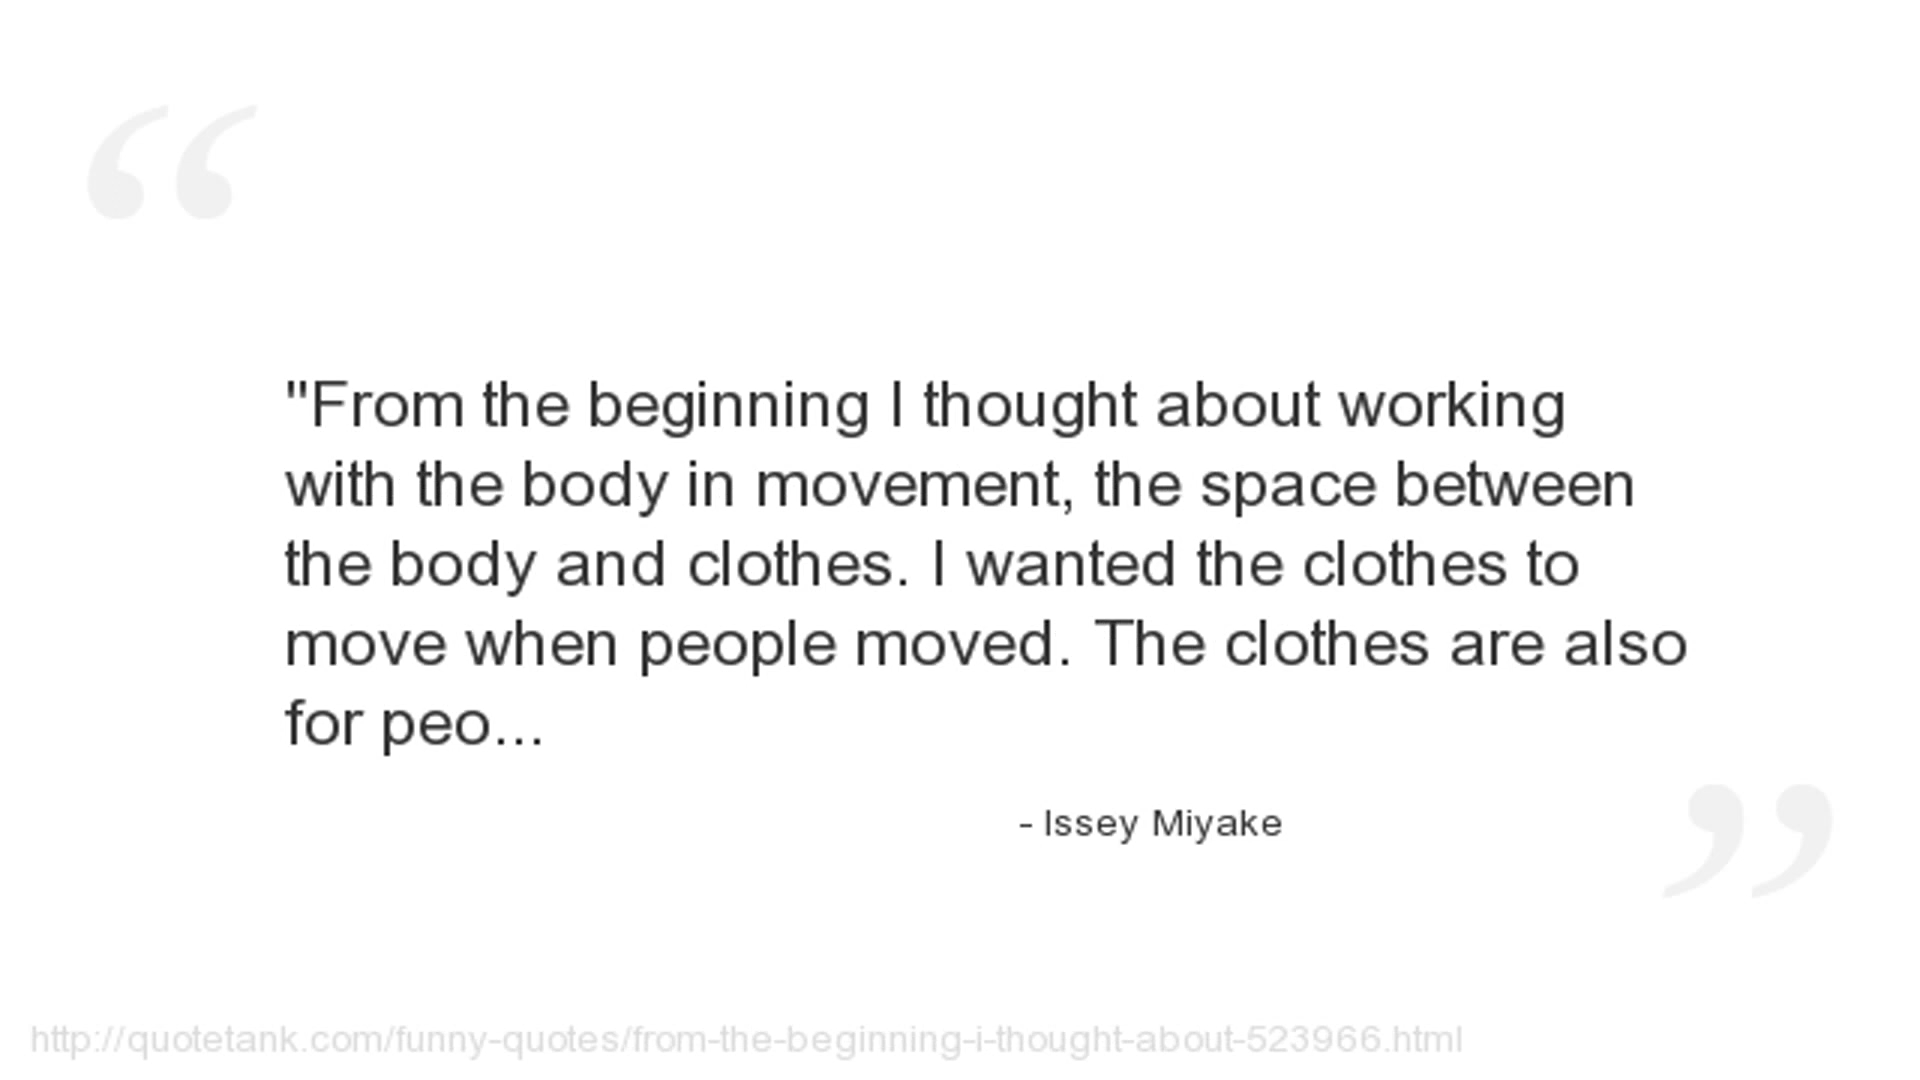 "From the beginning I thought about working
with the body in movement, the space between
the body and clothes. I wanted the clothes to
move when people moved. The clothes are also
for peo...
- Issey Miyake
http://quotetank.com/funny-quotes/from-the-beginning-i-thought-about-523966.html